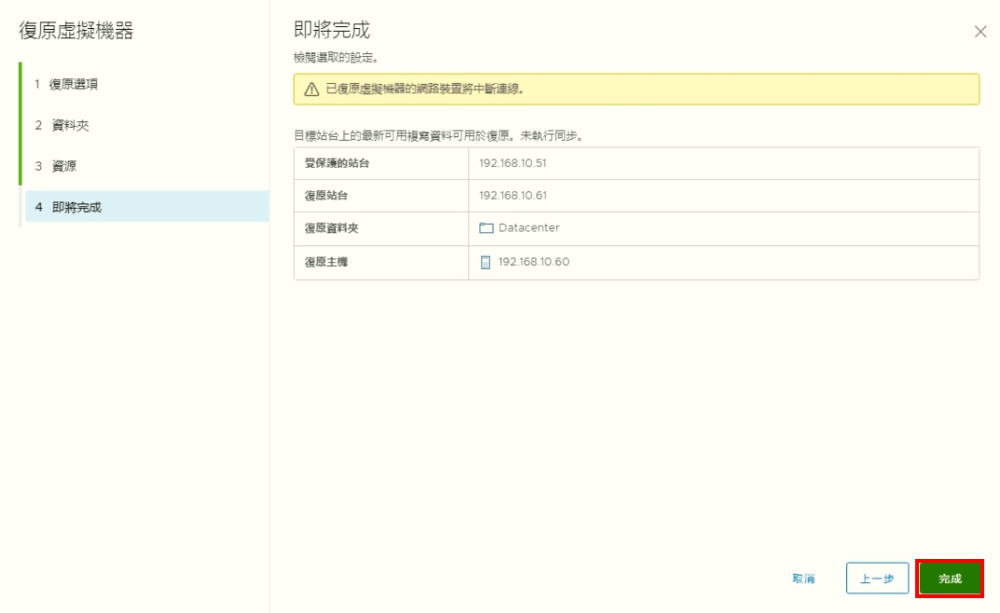 復原虛擬機器
1 復原選項
2 資料夾
3 資源
4 即將完成
即將完成
檢閱選取的設定。
已復原虛擬機器的網路裝置將中斷連線。
目標站台上的最新可用複寫資料可用於復原。未執行同步。
受保護的站台 192.168.10.51
復原站台 192.168.10.61
復原資料夾 Datacenter
復原主機 192.168.10.60
取消 上一步 完成